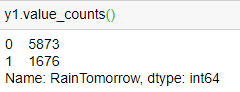 y1.value_counts()
0    5873
1    1676
Name: RainTomorrow, dtype: int64